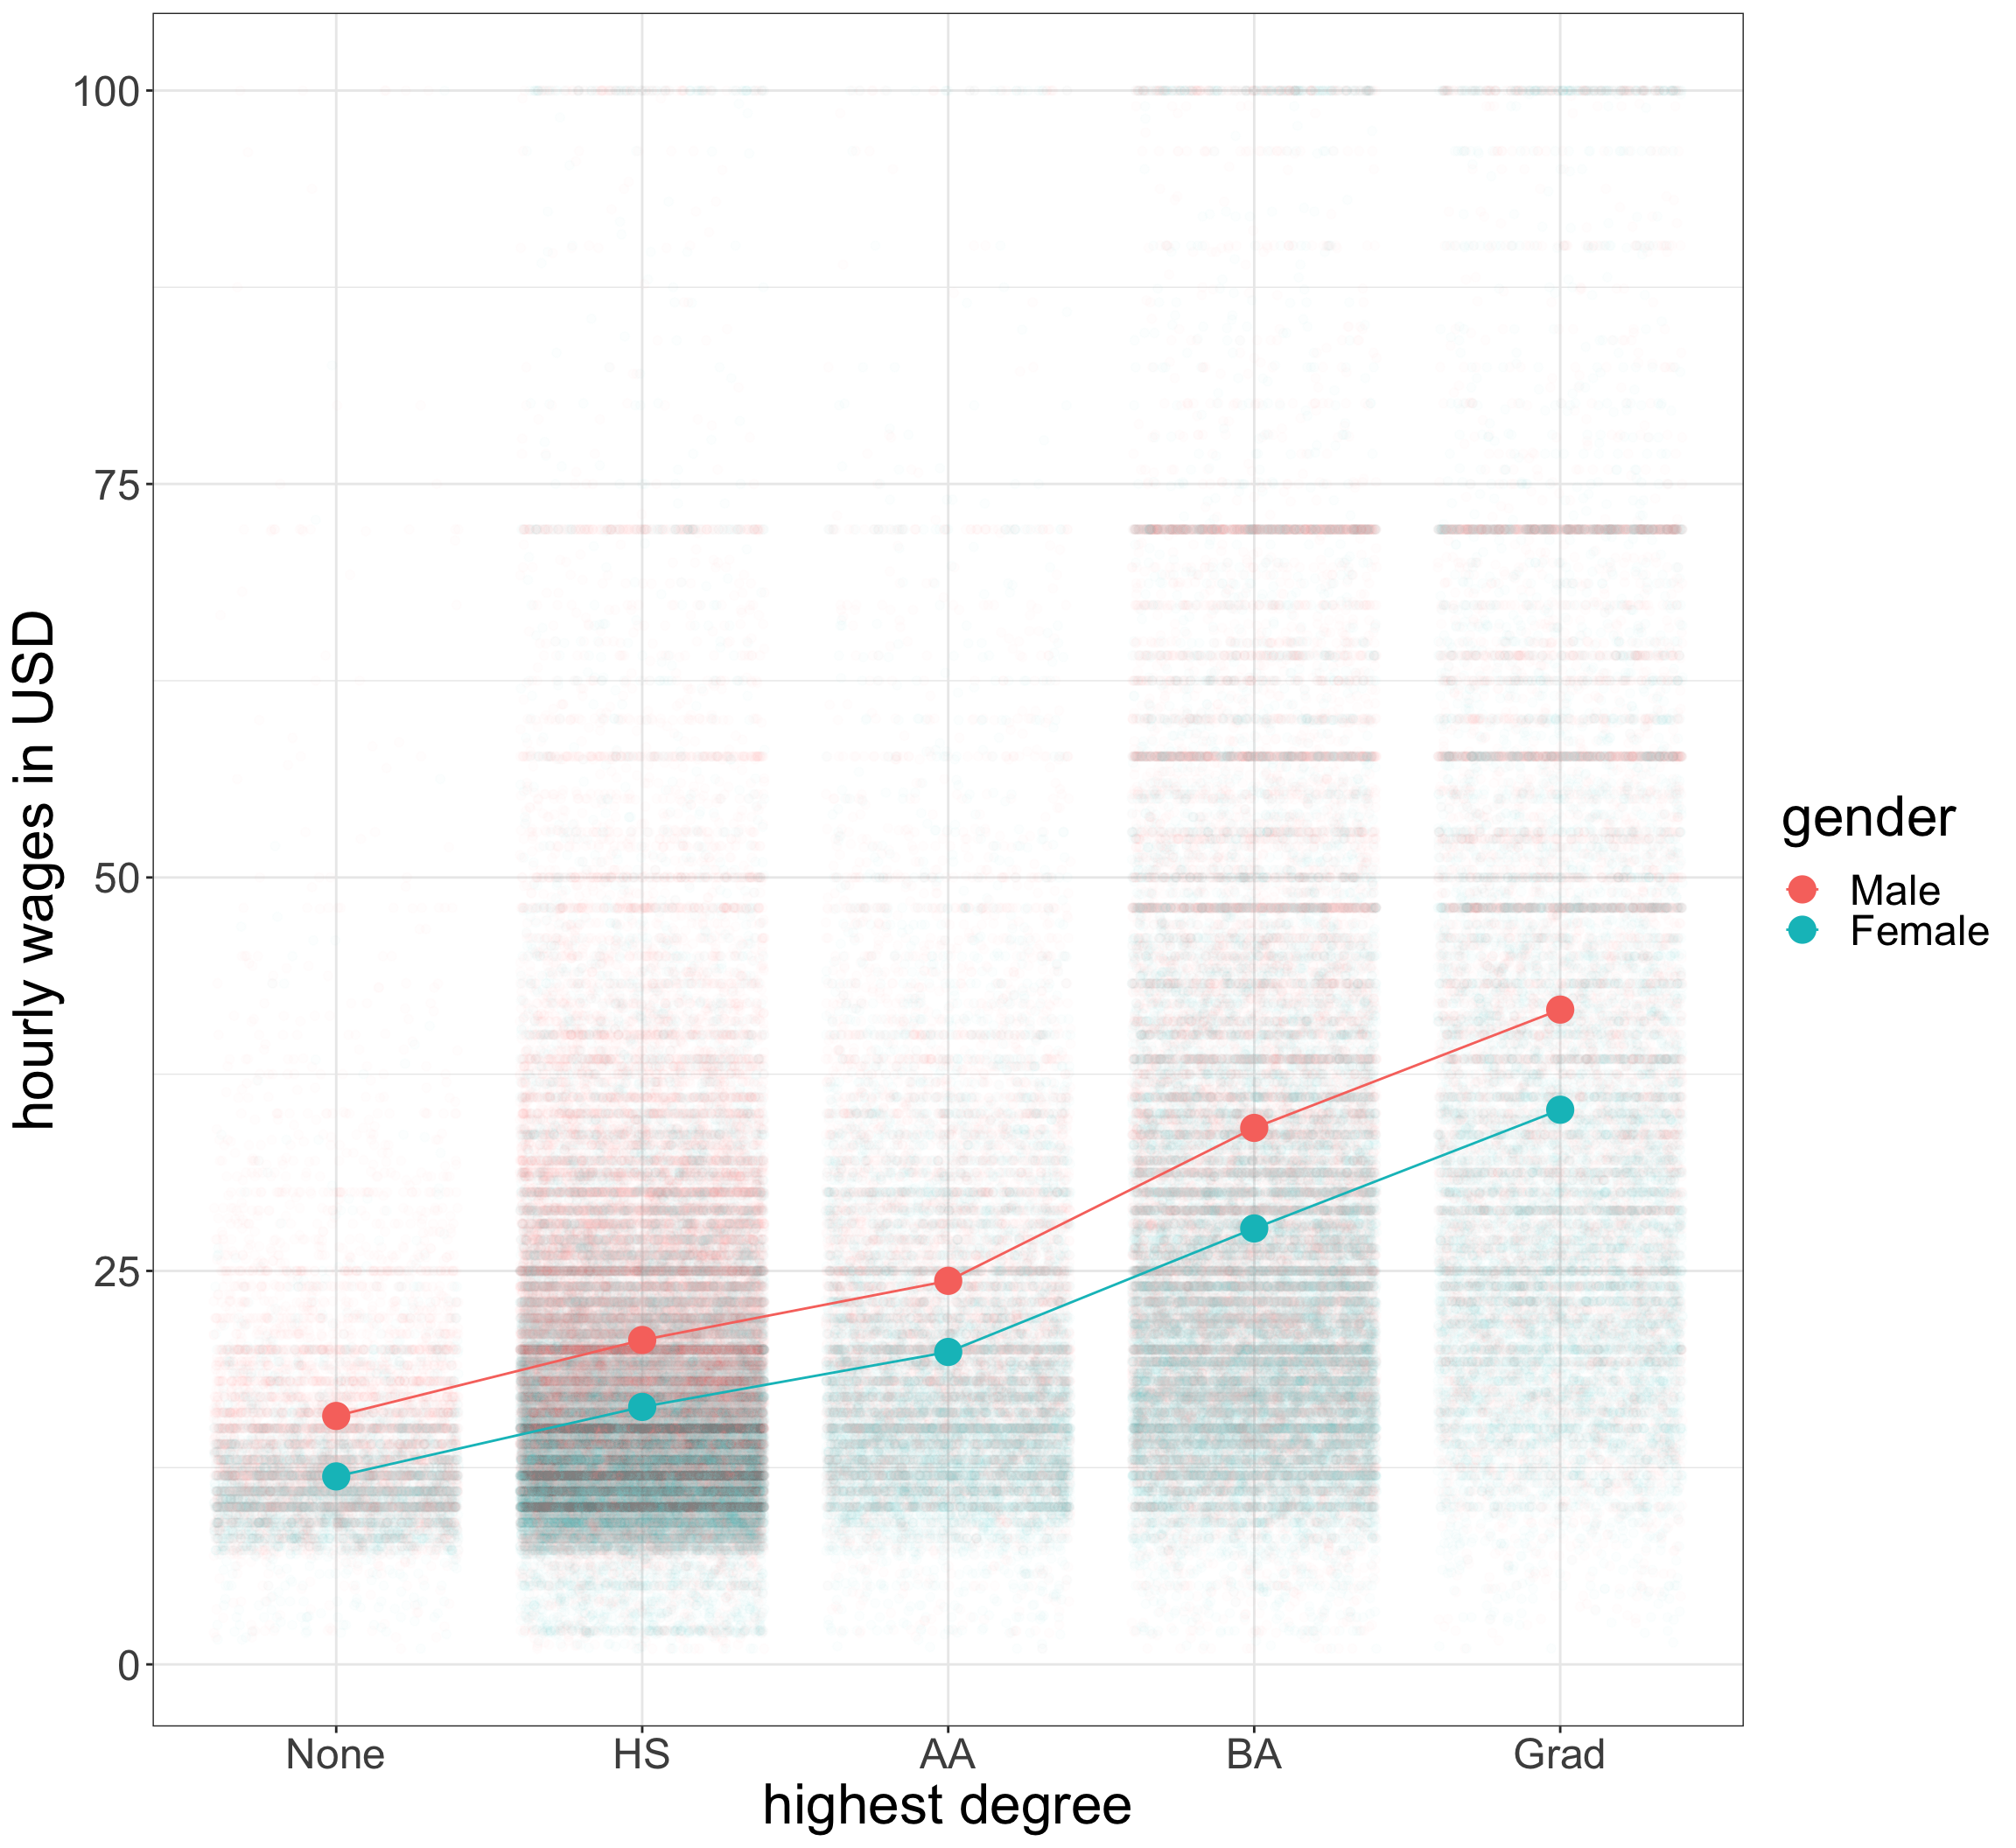 100
75
50
25
0
hourly wages in USD
None HS AA BA Grad
highest degree
gender
Male
Female